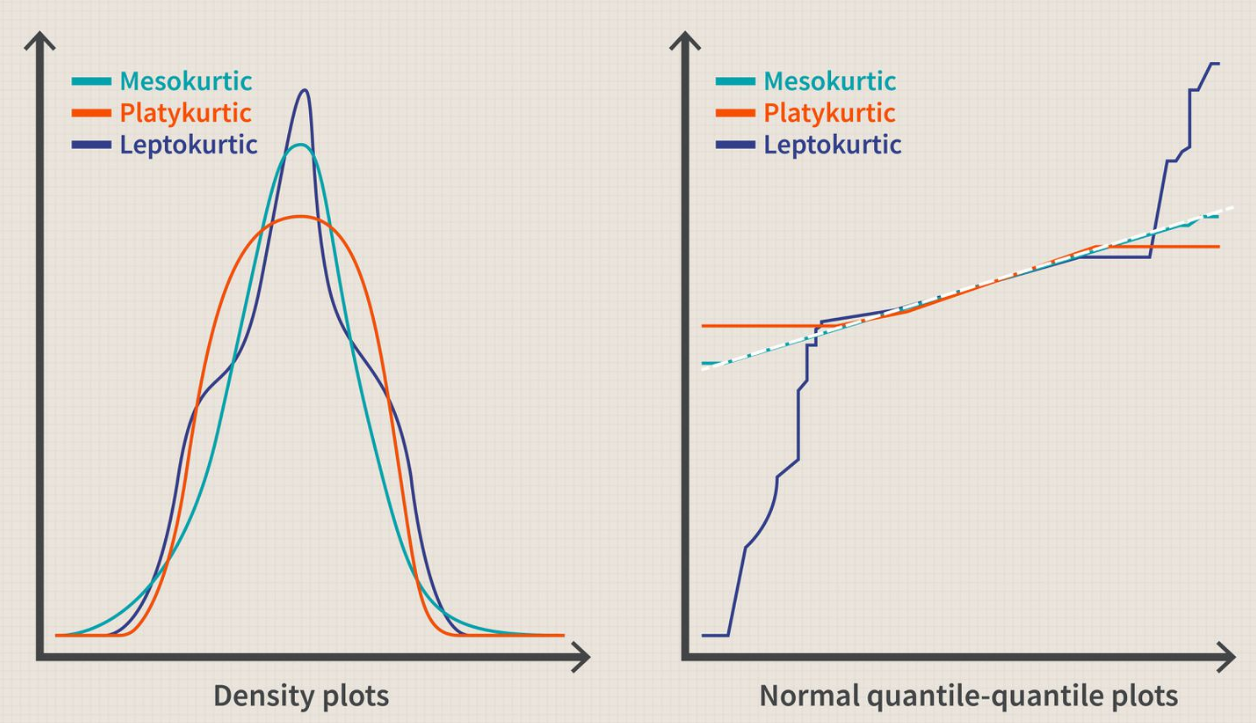 Mesokurtic
Platykurtic
Leptokurtic
Density plots
Mesokurtic
Platykurtic
Leptokurtic
Normal quantile-quantile plots